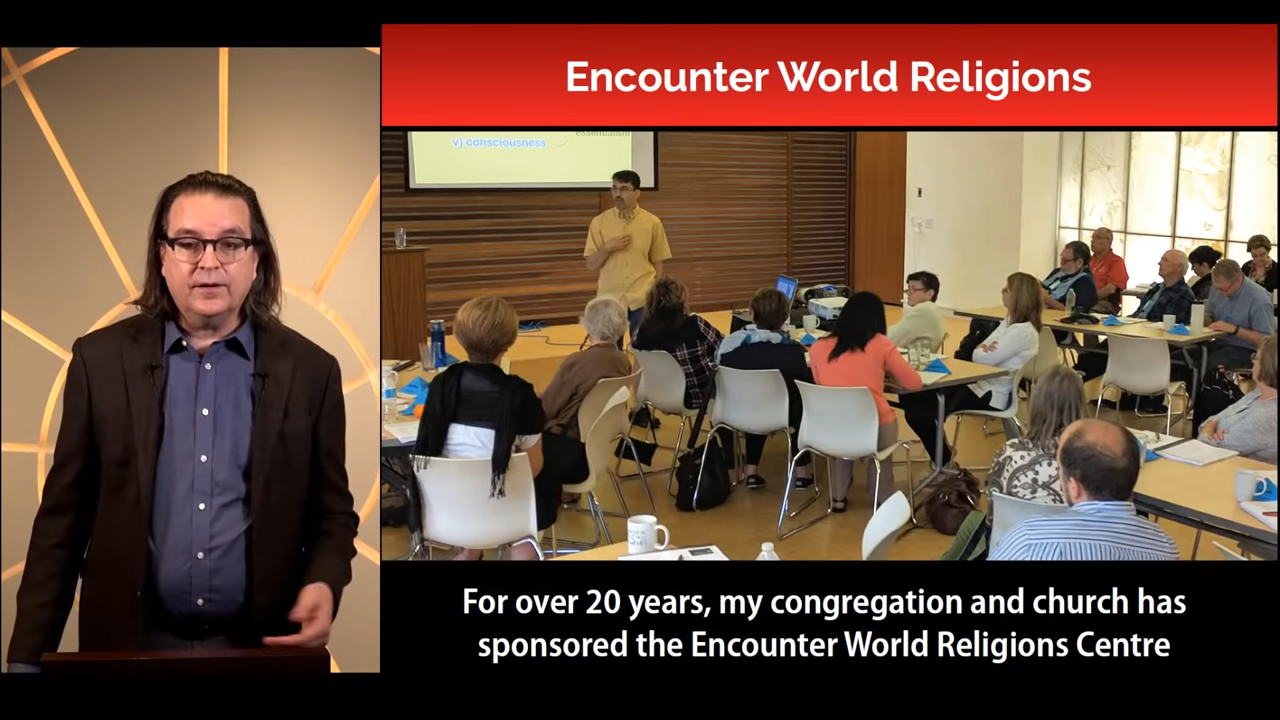 Encounter World Religions
essentialism
v) consciousness
For over 20 years, my congregation and church has
sponsored the Encounter World Religions Centre